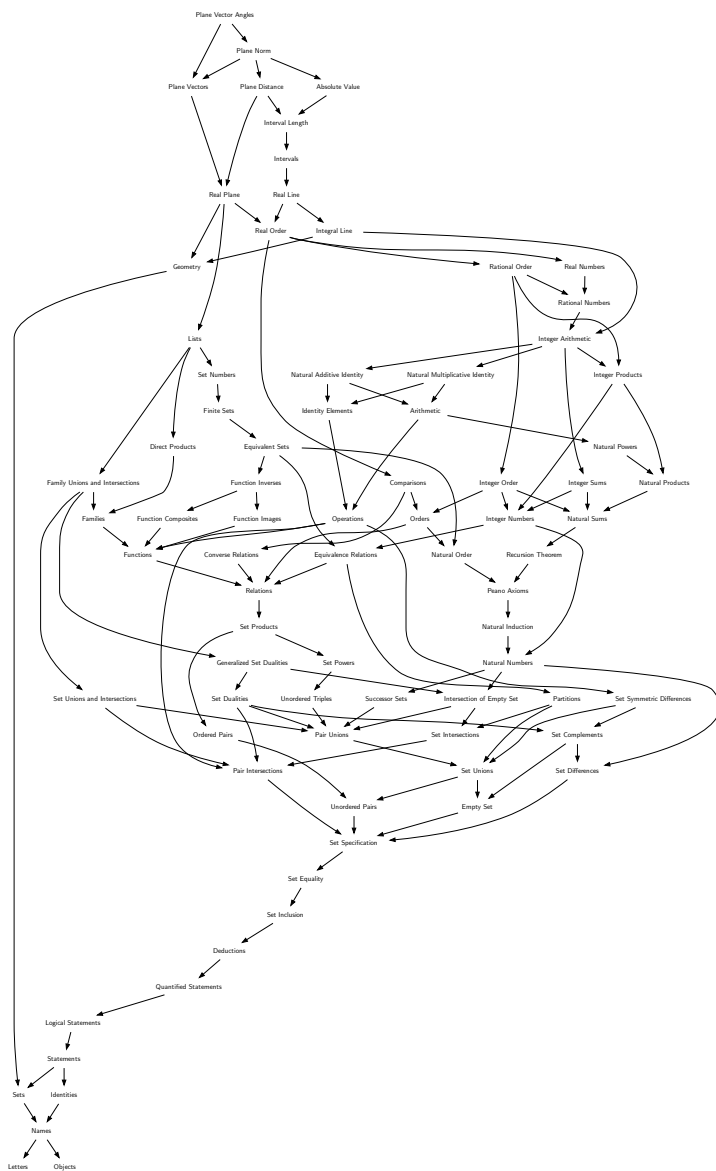 Plane Vector Angles
Plane Norm
Plane Vectors
Plane Distance
Absolute Value
Interval Length
Intervals
Real Plane
Real Line
Real Order
Integral Line
Geometry
Rational Order
Real Numbers
Rational Numbers
Lists
Integer Arithmetic
Set Numbers
Natural Additive Identity
Natural Multiplicative Identity
Integer Products
Finite Sets
Identity Elements
Arithmetic
Direct Products
Equivalent Sets
Natural Powers
Family Unions and Intersections
Function Inverses
Comparisons
Integer Order
Integer Sums
Natural Products
Families
Function Composites
Function Images
Operations
Orders
Integer Numbers
Natural Sums
Functions
Converse Relations
Equivalence Relations
Natural Order
Recursion Theorem
Relations
Peano Axioms
Set Products
Natural Induction
Generalized Set Dualities
Set Powers
Natural Numbers
Set Unions and Intersections
Set Dualities
Unordered Triples
Successor Sets
Intersection of Empty Set
Partitions
Set Symmetric Differences
Ordered Pairs
Pair Unions
Set Intersections
Set Complements
Pair Intersections
Set Unions
Set Differences
Unordered Pairs
Empty Set
Set Specification
Set Equality
Set Inclusion
Deductions
Quantified Statements
Logical Statements
Statements
Sets
Identities
Names
Letters
Objects